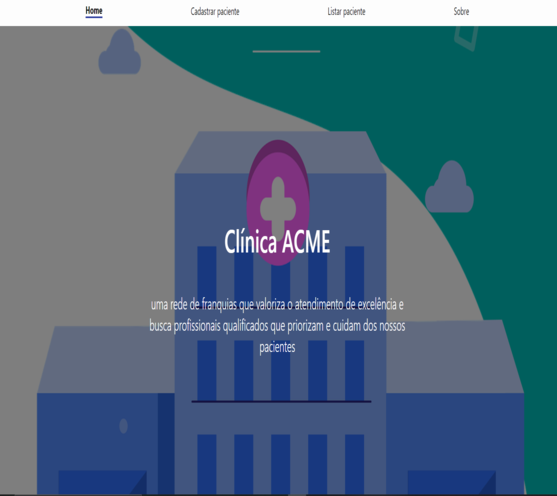 Home Cadastrar paciente Listar paciente Sobre
Clínica ACME
uma rede de franquias que valoriza o atendimento de excelência e
busca profissionais qualificados que priorizam e cuidam dos nossos
pacientes